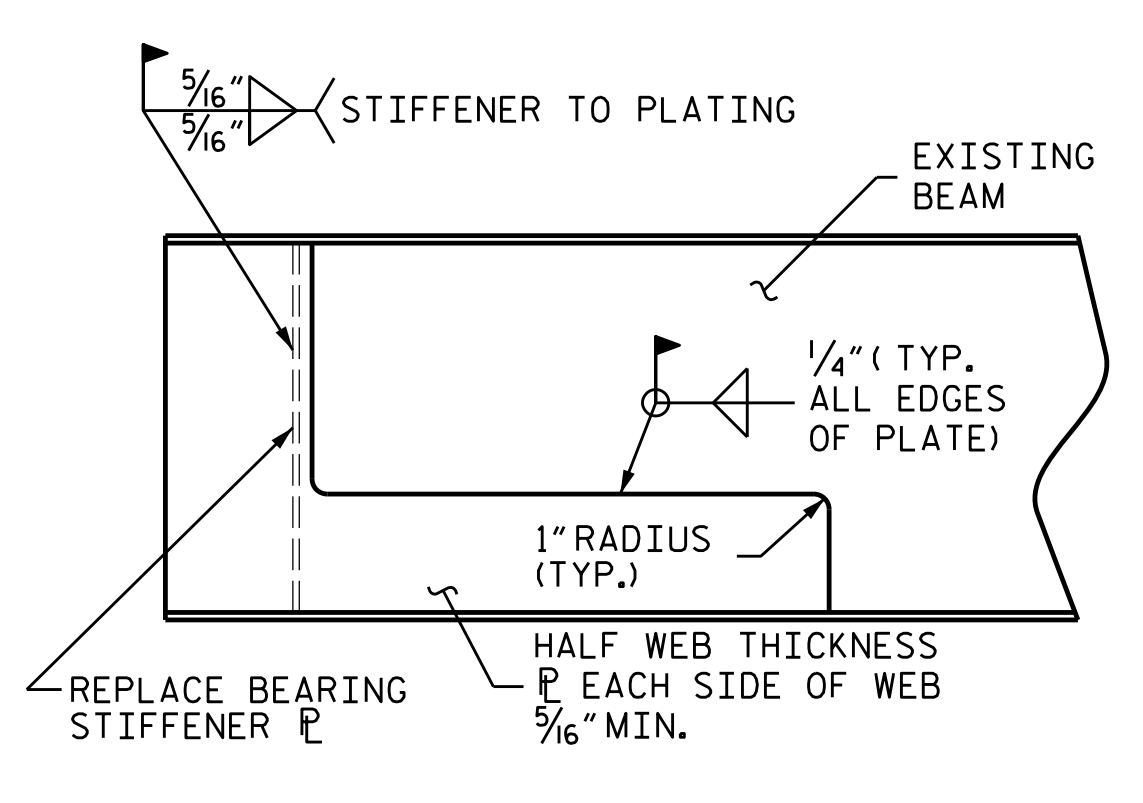 5/16"
5/16"
STIFFENER TO PLATING
EXISTING
BEAM
1/4" (TYP.
ALL EDGES
OF PLATE)
1" RADIUS
(TYP.)
HALF WEB THICKNESS
PL EACH SIDE OF WEB
5/16" MIN.
REPLACE BEARING
STIFFENER PL